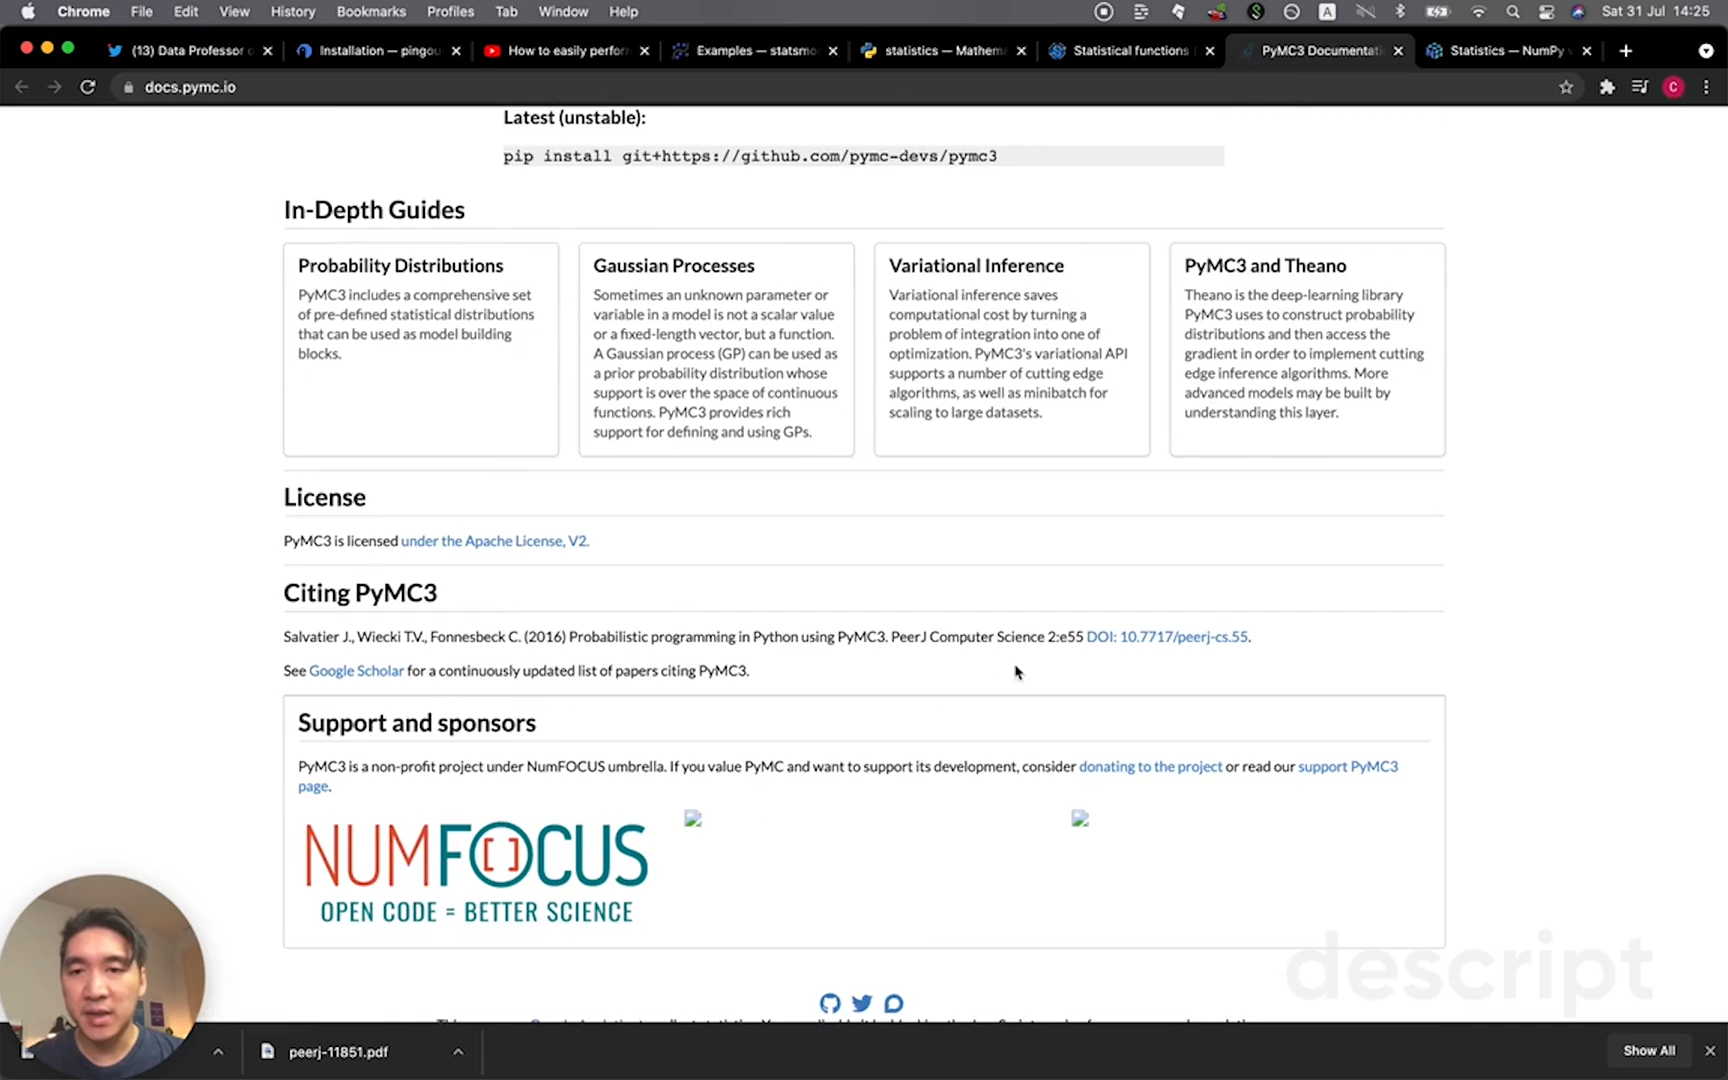 Chrome File Edit View History Bookmarks Profiles Tab Window Help A Sat 31 Jul 14:25
(13) Data Professor Installation — pingou How to easily perfor Examples — statsmo statistics — Mathema Statistical functions PyMC3 Documentati Statistics — NumPy
docs.pymc.io C
Latest (unstable):
pip install git+https://github.com/pymc-devs/pymc3
In-Depth Guides
Probability Distributions
PyMC3 includes a comprehensive set
of pre-defined statistical distributions
that can be used as model building
blocks.
Gaussian Processes
Sometimes an unknown parameter or
variable in a model is not a scalar value
or a fixed-length vector, but a function.
A Gaussian process (GP) can be used as
a prior probability distribution whose
support is over the space of continuous
functions. PyMC3 provides rich
support for defining and using GPs.
Variational Inference
Variational inference saves
computational cost by turning a
problem of integration into one of
optimization. PyMC3's variational API
supports a number of cutting edge
algorithms, as well as minibatch for
scaling to large datasets.
PyMC3 and Theano
Theano is the deep-learning library
PyMC3 uses to construct probability
distributions and then access the
gradient in order to implement cutting
edge inference algorithms. More
advanced models may be built by
understanding this layer.
License
PyMC3 is licensed under the Apache License, V2.
Citing PyMC3
Salvatier J., Wiecki T.V., Fonnesbeck C. (2016) Probabilistic programming in Python using PyMC3. PeerJ Computer Science 2:e55 DOI: 10.7717/peerj-cs.55.
See Google Scholar for a continuously updated list of papers citing PyMC3.
Support and sponsors
PyMC3 is a non-profit project under NumFOCUS umbrella. If you value PyMC and want to support its development, consider donating to the project or read our support PyMC3
page.
NUMFOCUS
OPEN CODE = BETTER SCIENCE
descript
peerj-11851.pdf Show All